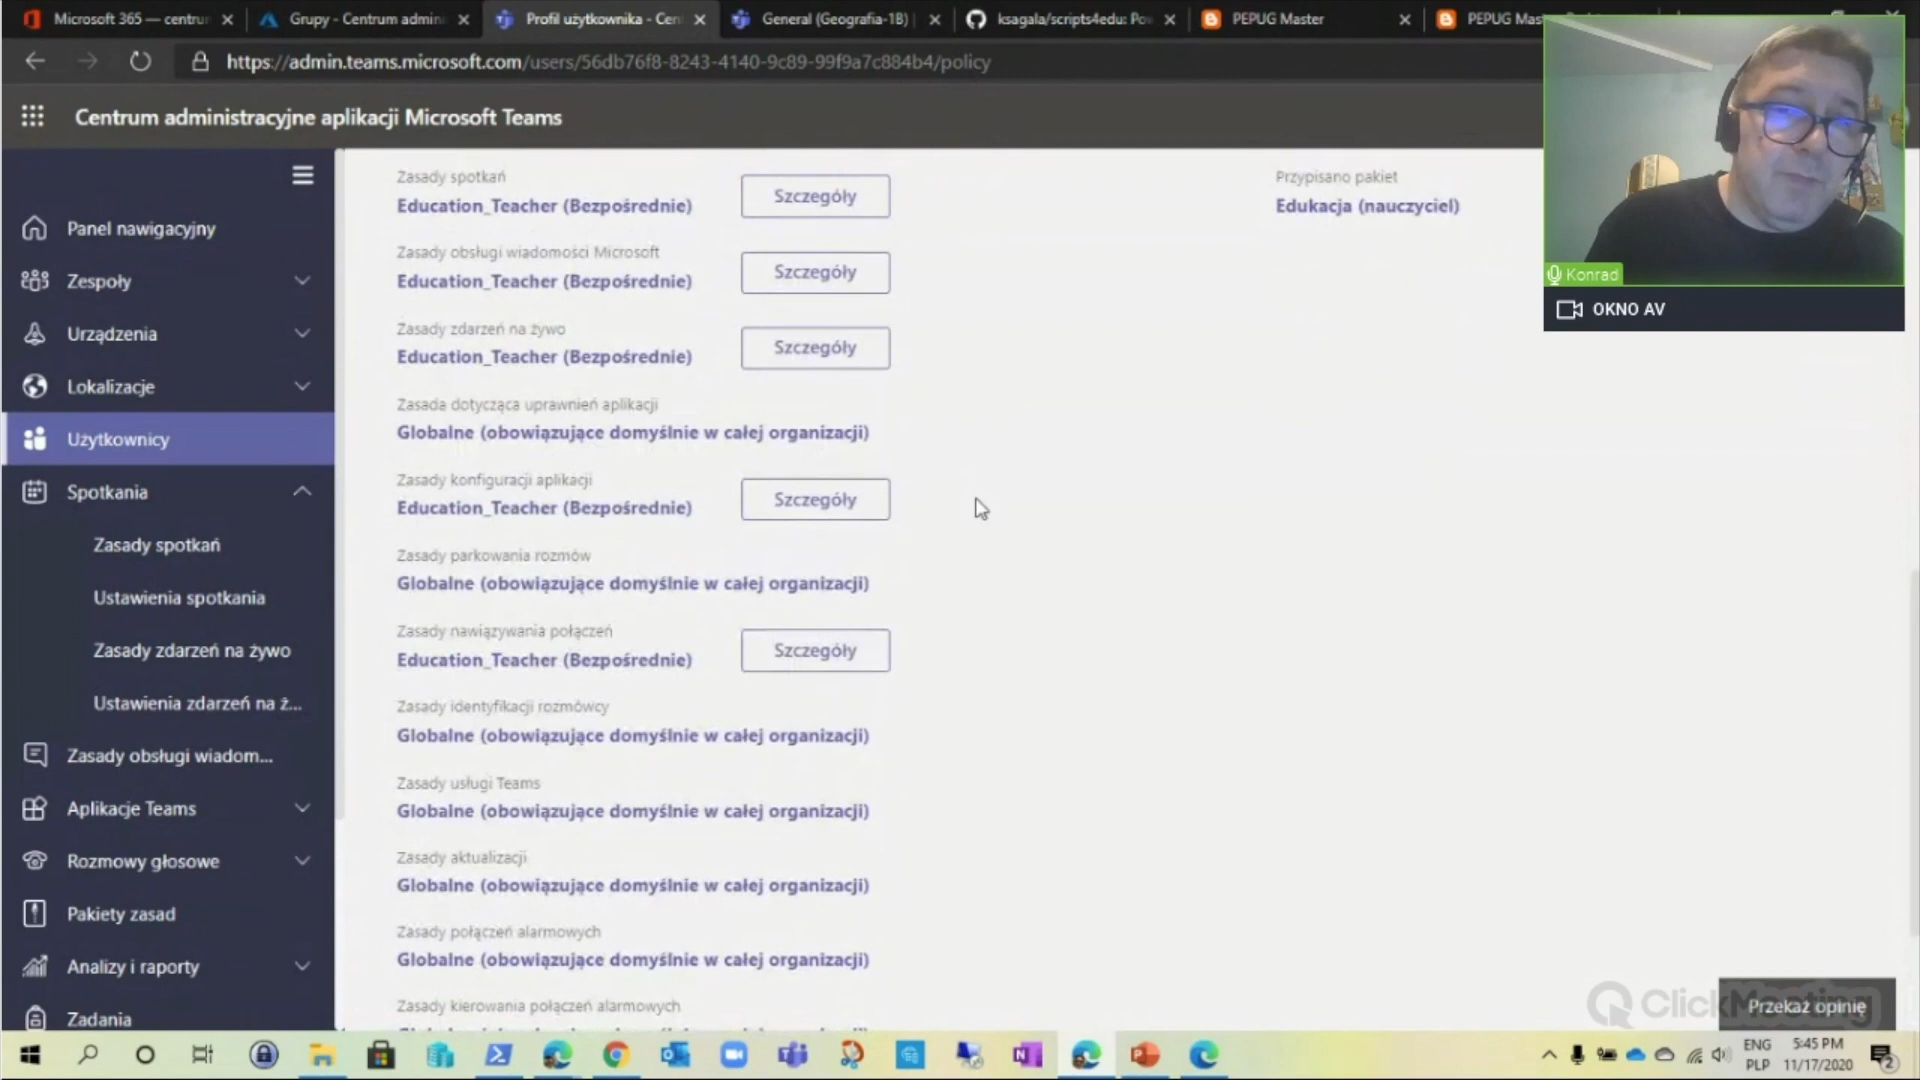 Microsoft 365 — centru
Grupy - Centrum admini
Profil użytkownika - Cen
General (Geografia-1B) |
ksagala/scripts4edu: Pow
PEPUG Master
PEPUG Mas
https://admin.teams.microsoft.com/users/56db76f8-8243-4140-9c89-99f9a7c884b4/policy
Centrum administracyjne aplikacji Microsoft Teams
Konrad
OKNO AV
Panel nawigacyjny
Zespoły
Urządzenia
Lokalizacje
Użytkownicy
Spotkania
Zasady spotkań
Ustawienia spotkania
Zasady zdarzeń na żywo
Ustawienia zdarzeń na ż...
Zasady obsługi wiadom...
Aplikacje Teams
Rozmowy głosowe
Pakiety zasad
Analizy i raporty
Zadania
Zasady spotkań
Education_Teacher (Bezpośrednie)
Szczegóły
Zasady obsługi wiadomości Microsoft
Education_Teacher (Bezpośrednie)
Szczegóły
Zasady zdarzeń na żywo
Education_Teacher (Bezpośrednie)
Szczegóły
Zasada dotycząca uprawnień aplikacji
Globalne (obowiązujące domyślnie w całej organizacji)
Zasady konfiguracji aplikacji
Education_Teacher (Bezpośrednie)
Szczegóły
Zasady parkowania rozmów
Globalne (obowiązujące domyślnie w całej organizacji)
Zasady nawiązywania połączeń
Education_Teacher (Bezpośrednie)
Szczegóły
Zasady identyfikacji rozmówcy
Globalne (obowiązujące domyślnie w całej organizacji)
Zasady usługi Teams
Globalne (obowiązujące domyślnie w całej organizacji)
Zasady aktualizacji
Globalne (obowiązujące domyślnie w całej organizacji)
Zasady połączeń alarmowych
Globalne (obowiązujące domyślnie w całej organizacji)
Zasady kierowania połączeń alarmowych
Przypisano pakiet
Edukacja (nauczyciel)
ClickMeeting
Przekaż opinię
ENG
PLP
5:45 PM
11/17/2020
2